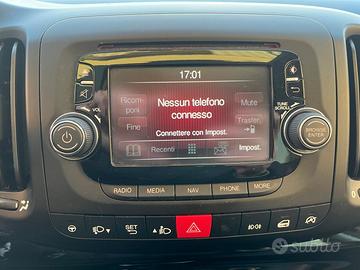 17:01
Ricom-
poni
Nessun telefono
connesso
Mute
Fine
Connettere con Impost.
Trasfer.
Recenti
Impost.
VOL
TUNE
SCROLL
BROWSE
ENTER
RADIO
MEDIA
NAV
PHONE
MORE
SET
subito